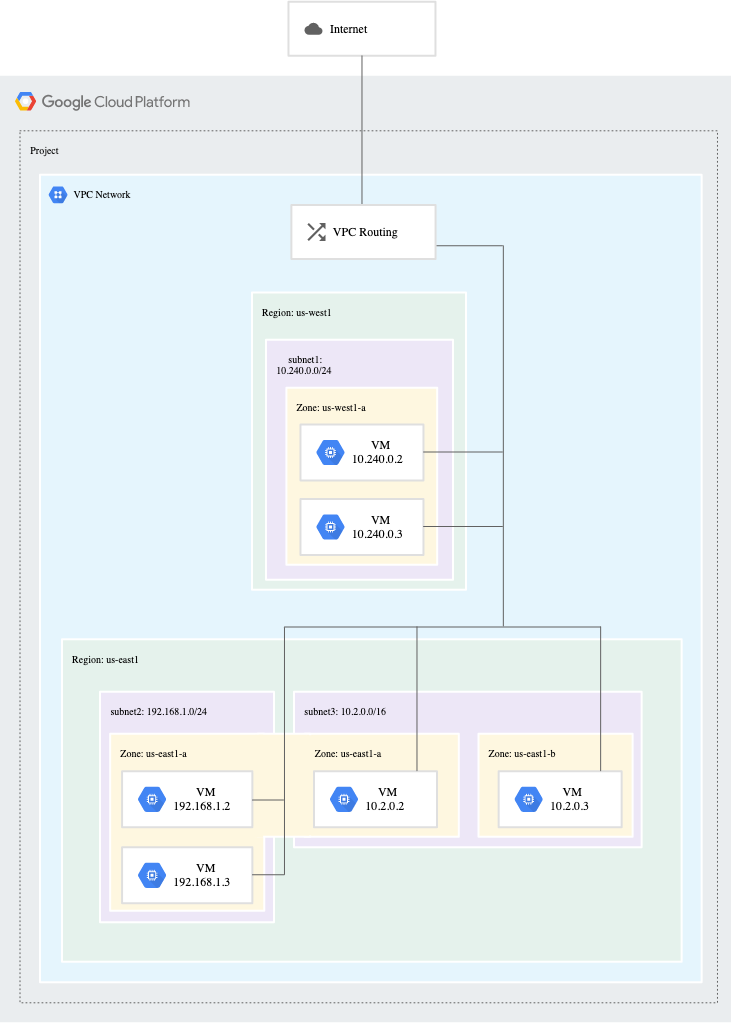 Internet
Google Cloud Platform
Project
VPC Network
VPC Routing
Region: us-west1
subnet1:
10.240.0.0/24
Zone: us-west1-a
VM
10.240.0.2
VM
10.240.0.3
Region: us-east1
subnet2: 192.168.1.0/24
subnet3: 10.2.0.0/16
Zone: us-east1-a
Zone: us-east1-a
Zone: us-east1-b
VM
192.168.1.2
VM
10.2.0.2
VM
10.2.0.3
VM
192.168.1.3